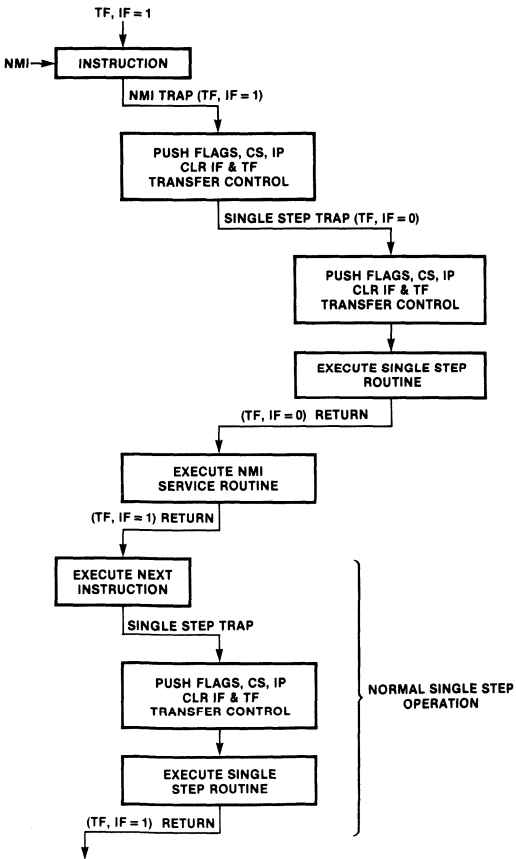 TF, IF = 1
NMI
INSTRUCTION
NMI TRAP (TF, IF = 1)
PUSH FLAGS, CS, IP
CLR IF & TF
TRANSFER CONTROL
SINGLE STEP TRAP (TF, IF = 0)
PUSH FLAGS, CS, IP
CLR IF & TF
TRANSFER CONTROL
EXECUTE SINGLE STEP
ROUTINE
(TF, IF = 0) RETURN
EXECUTE NMI
SERVICE ROUTINE
(TF, IF = 1) RETURN
EXECUTE NEXT
INSTRUCTION
SINGLE STEP TRAP
PUSH FLAGS, CS, IP
CLR IF & TF
TRANSFER CONTROL
NORMAL SINGLE STEP
OPERATION
EXECUTE SINGLE
STEP ROUTINE
(TF, IF = 1) RETURN